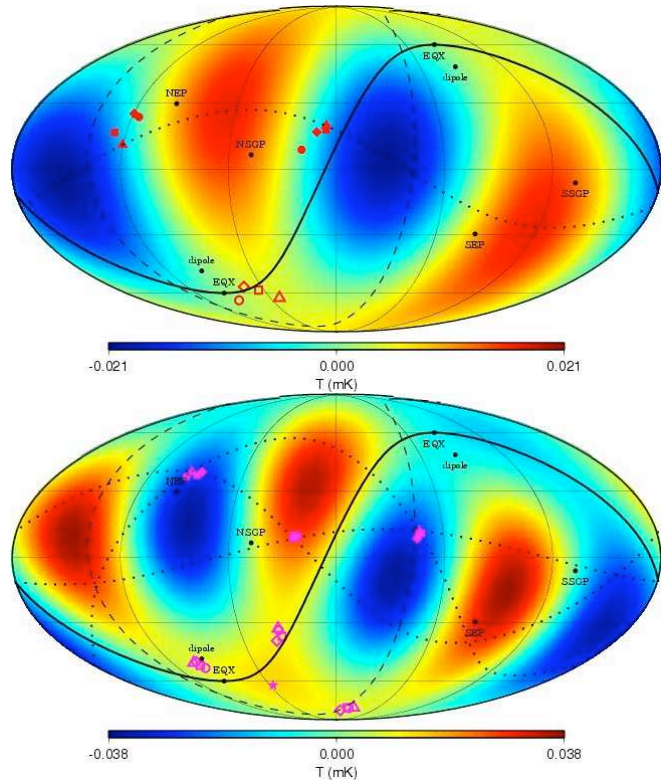 EQX
dipole
NEP
NSGP
SSGP
SEP
dipole
EQX
-0.021 0.000 0.021
T (mK)
EQX
dipole
NEP
NSGP
SSGP
SEP
dipole
EQX
-0.038 0.000 0.038
T (mK)